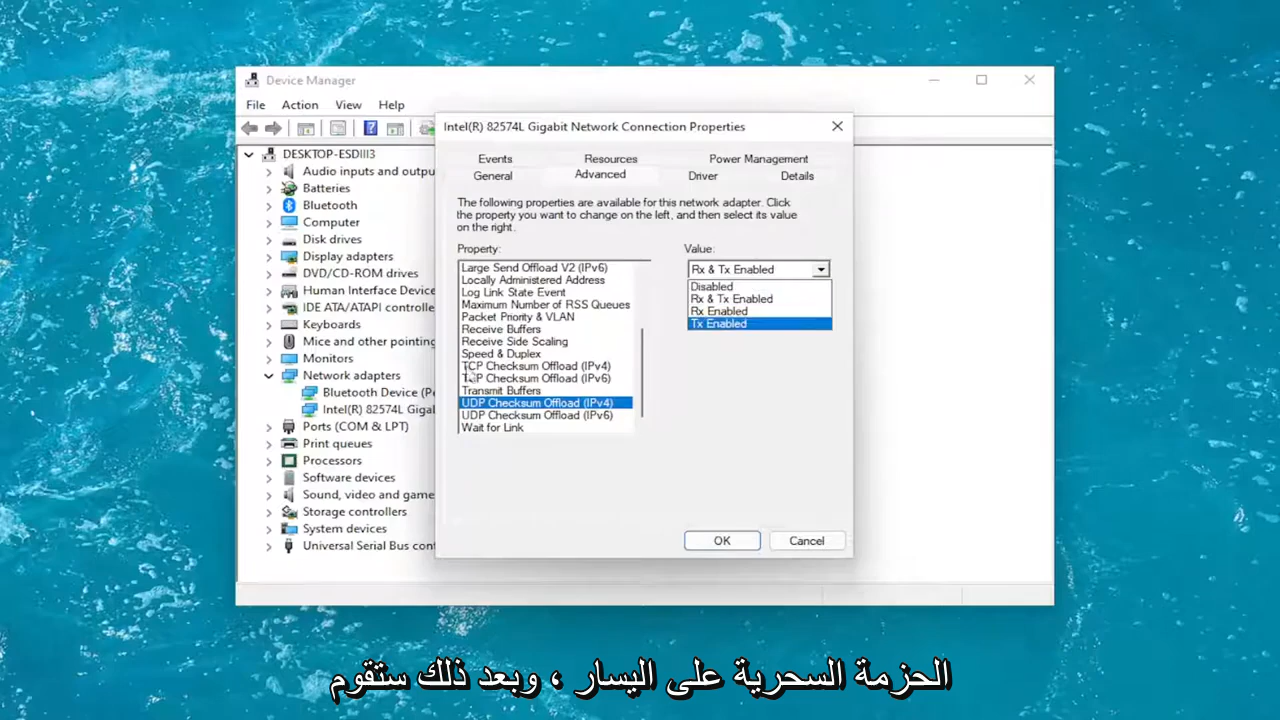 Device Manager
File Action View Help
DESKTOP-ESDIII3
Audio inputs and outpu
Batteries
Bluetooth
Computer
Disk drives
Display adapters
DVD/CD-ROM drives
Human Interface Device
IDE ATA/ATAPI controlle
Keyboards
Mice and other pointing
Monitors
Network adapters
Bluetooth Device (Pe
Intel(R) 82574L Gigal
Ports (COM & LPT)
Print queues
Processors
Software devices
Sound, video and game
Storage controllers
System devices
Universal Serial Bus cont
Intel(R) 82574L Gigabit Network Connection Properties
Events Resources Power Management
General Advanced Driver Details
The following properties are available for this network adapter. Click
the property you want to change on the left, and then select its value
on the right.
Property:
Large Send Offload V2 (IPv6)
Locally Administered Address
Log Link State Event
Maximum Number of RSS Queues
Packet Priority & VLAN
Receive Buffers
Receive Side Scaling
Speed & Duplex
TCP Checksum Offload (IPv4)
TCP Checksum Offload (IPv6)
Transmit Buffers
UDP Checksum Offload (IPv4)
UDP Checksum Offload (IPv6)
Wait for Link
Value:
Rx & Tx Enabled
Disabled
Rx & Tx Enabled
Rx Enabled
Tx Enabled
OK Cancel
الحزمة السحرية على اليسار ، وبعد ذلك ستقوم